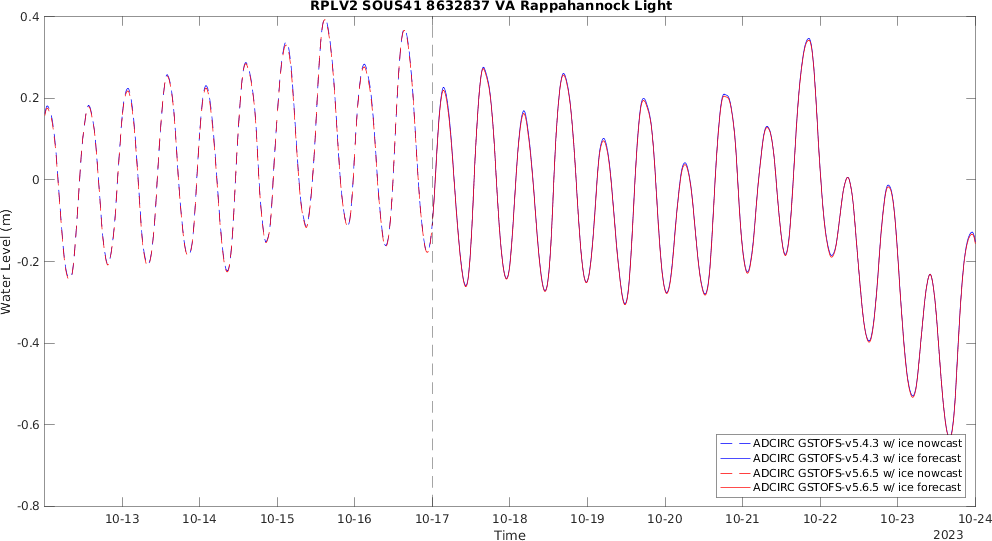 RPLV2 SOUS41 8632837 VA Rappahannock Light
0.4
0.2
0
-0.2
-0.4
-0.6
-0.8
Water Level (m)
ADCIRC GSTOFS-v5.4.3 w/ ice nowcast
ADCIRC GSTOFS-v5.4.3 w/ ice forecast
ADCIRC GSTOFS-v5.6.5 w/ ice nowcast
ADCIRC GSTOFS-v5.6.5 w/ ice forecast
10-13 10-14 10-15 10-16 10-17 10-18 10-19 10-20 10-21 10-22 10-23 10-24
Time
2023